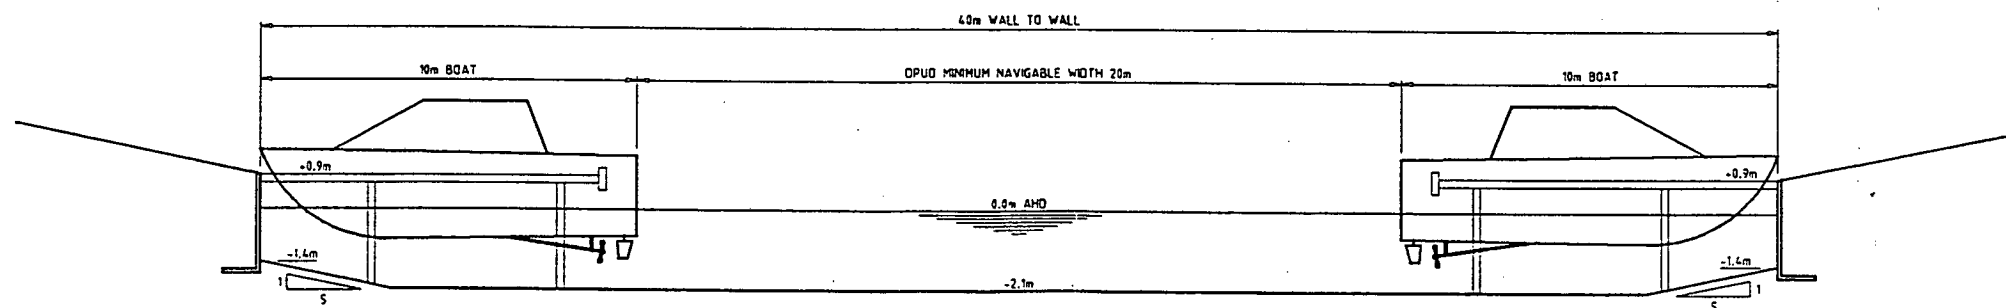 40m WALL TO WALL
10m BOAT
OPUD MINIMUM NAVIGABLE WIDTH 20m
10m BOAT
+0.9m
+0.9m
0.0m AHD
-1.4m
-1.4m
1
5
-2.1m
1
5